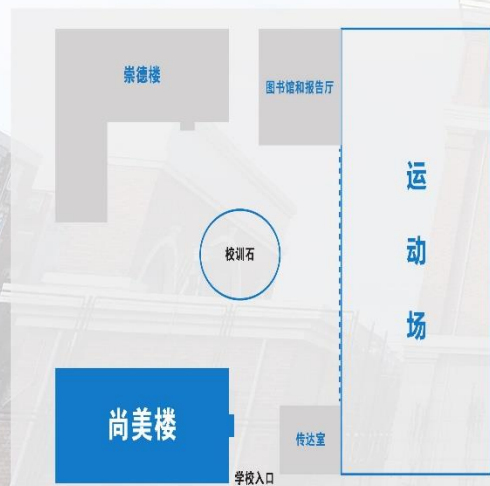 崇德楼
图书馆和报告厅
运动场
校训石
尚美楼
传达室
学校入口